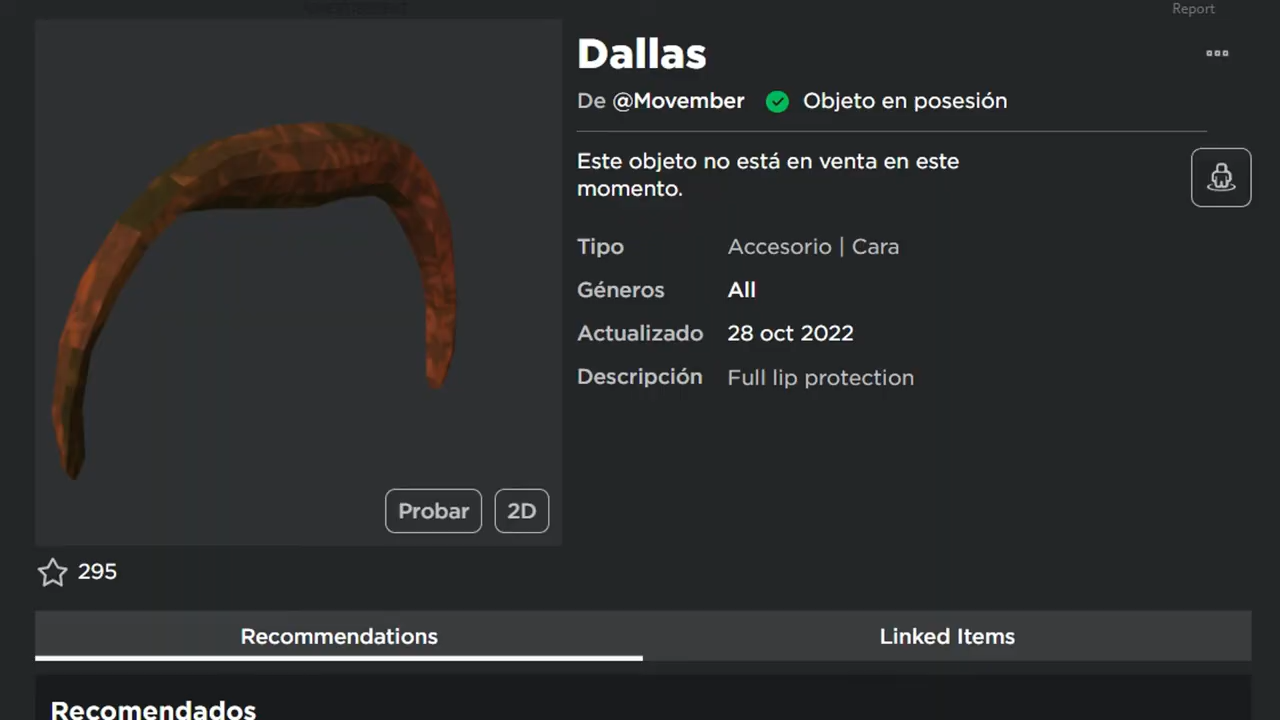 Report
Dallas
De @Movember Objeto en posesión
Este objeto no está en venta en este
momento.
Tipo Accesorio | Cara
Géneros All
Actualizado 28 oct 2022
Descripción Full lip protection
Probar 2D
295
Recommendations Linked Items
Recomendados